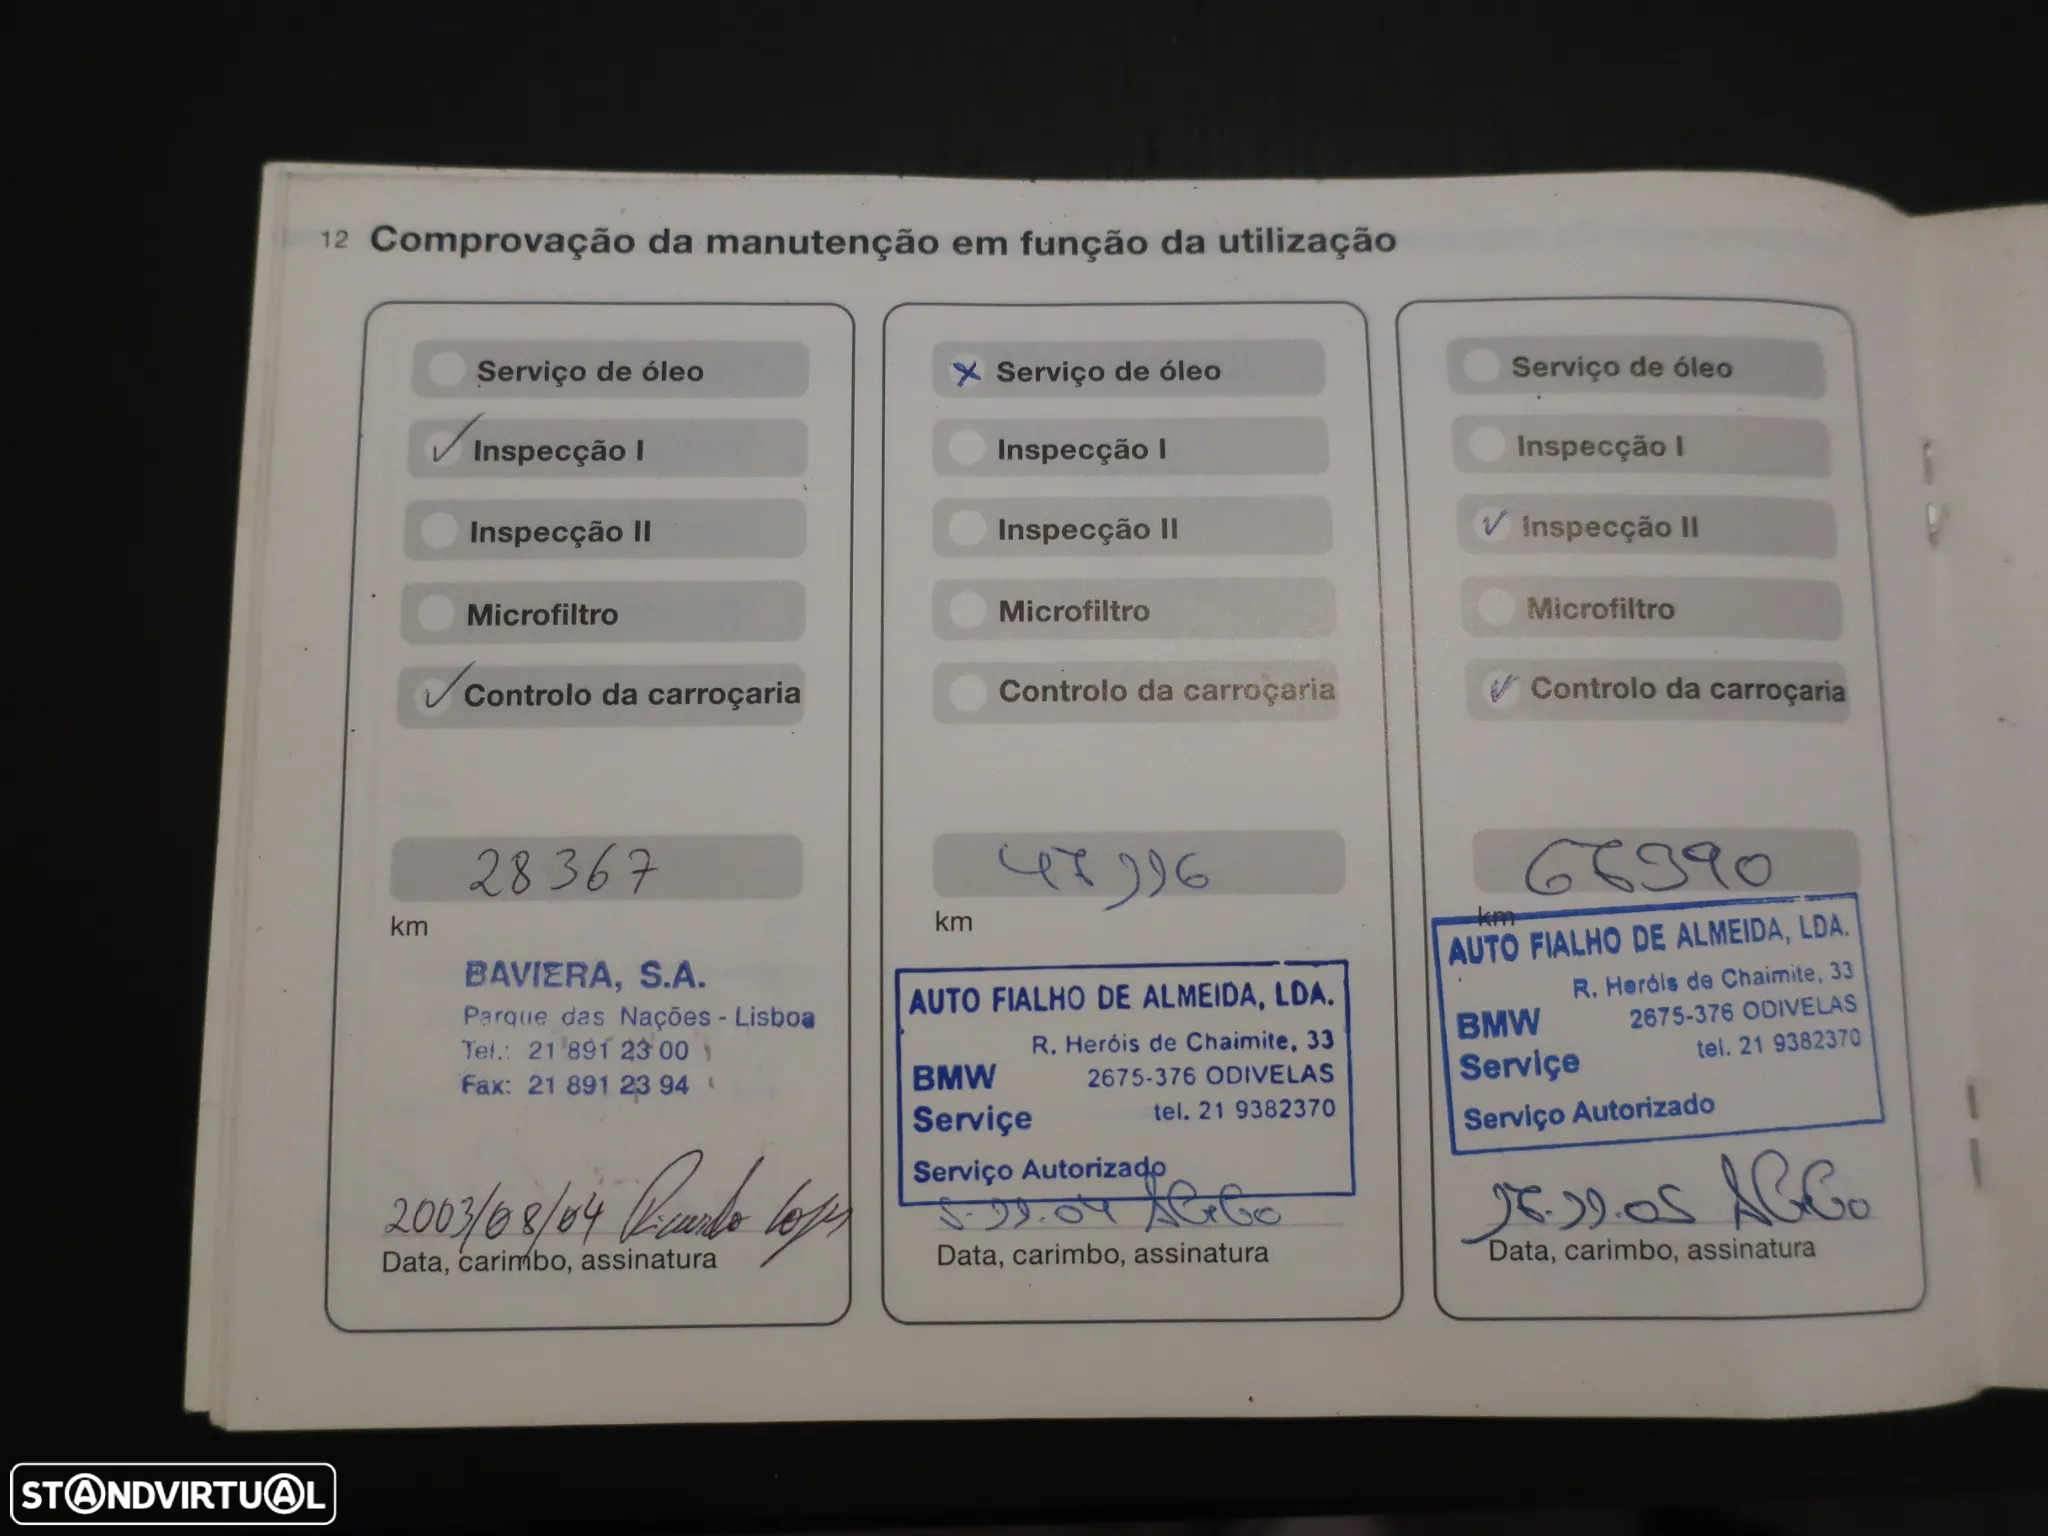 12 Comprovação da manutenção em função da utilização
Serviço de óleo
✓ Inspecção I
Inspecção II
Microfiltro
✓ Controlo da carroçaria
28367
km
BAVIERA, S.A.
Parque das Nações - Lisboa
Tel.: 21 891 23 00
Fax: 21 891 23 94
2003/08/04 Ricardo Lopes
Data, carimbo, assinatura
x Serviço de óleo
Inspecção I
Inspecção II
Microfiltro
Controlo da carroçaria
km
AUTO FIALHO DE ALMEIDA, LDA.
R. Heróis de Chaimite, 33
BMW 2675-376 ODIVELAS
Serviçe tel. 21 9382370
Serviço Autorizado
Data, carimbo, assinatura
Serviço de óleo
Inspecção I
✓ Inspecção II
Microfiltro
✓ Controlo da carroçaria
km
AUTO FIALHO DE ALMEIDA, LDA.
R. Heróis de Chaimite, 33
BMW 2675-376 ODIVELAS
Serviçe tel. 21 9382370
Serviço Autorizado
Data, carimbo, assinatura
STANDVIRTUAL